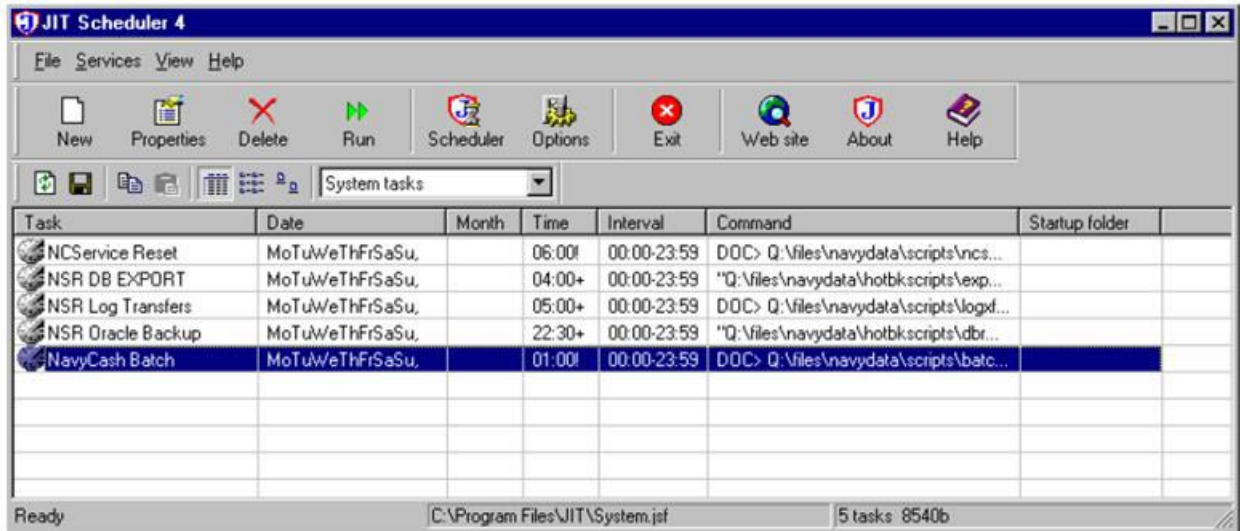 JIT Scheduler 4
File Services View Help
New Properties Delete Run Scheduler Options Exit Web site About Help
System tasks
Task Date Month Time Interval Command Startup folder
NCService Reset MoTuWeThFrSaSu, 06:00! 00:00-23:59 DOC> Q:\files\navydata\scripts\ncs...
NSR DB EXPORT MoTuWeThFrSaSu, 04:00+ 00:00-23:59 "Q:\files\navydata\hotbkscripts\exp...
NSR Log Transfers MoTuWeThFrSaSu, 05:00+ 00:00-23:59 DOC> Q:\files\navydata\scripts\logxf...
NSR Oracle Backup MoTuWeThFrSaSu, 22:30+ 00:00-23:59 "Q:\files\navydata\hotbkscripts\dbr...
NavyCash Batch MoTuWeThFrSaSu, 01:00! 00:00-23:59 DOC> Q:\files\navydata\scripts\batc...
Ready C:\Program Files\JIT\System.jsf 5 tasks 8540b